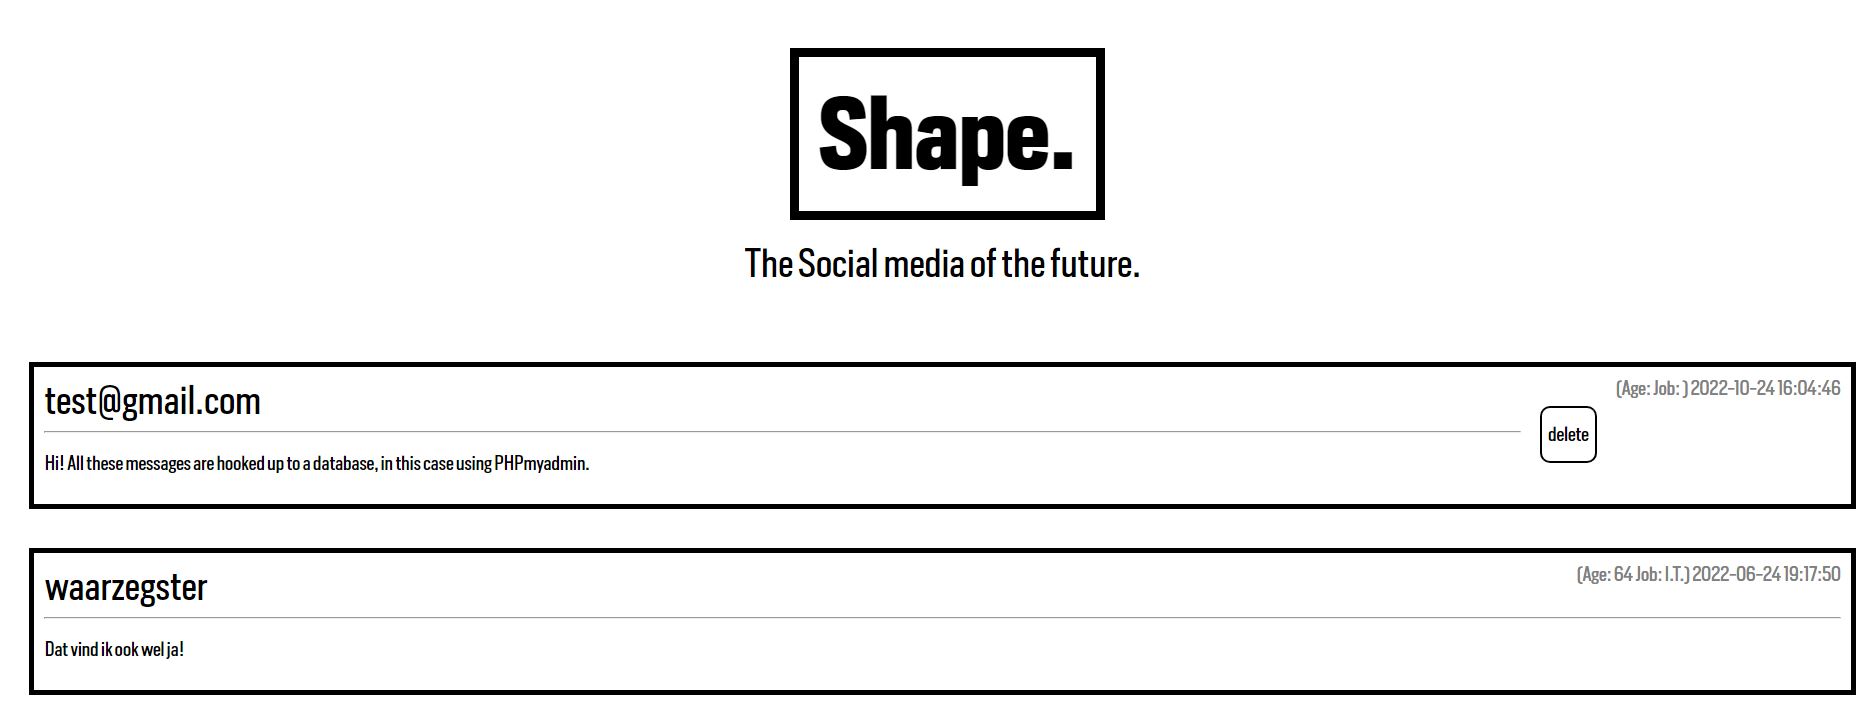 Shape.
The Social media of the future.
test@gmail.com
(Age: Job: ) 2022-10-24 16:04:46
delete
Hi! All these messages are hooked up to a database, in this case using PHPmyadmin.
waarzegster
(Age: 64 Job: I.T.) 2022-06-24 19:17:50
Dat vind ik ook wel ja!